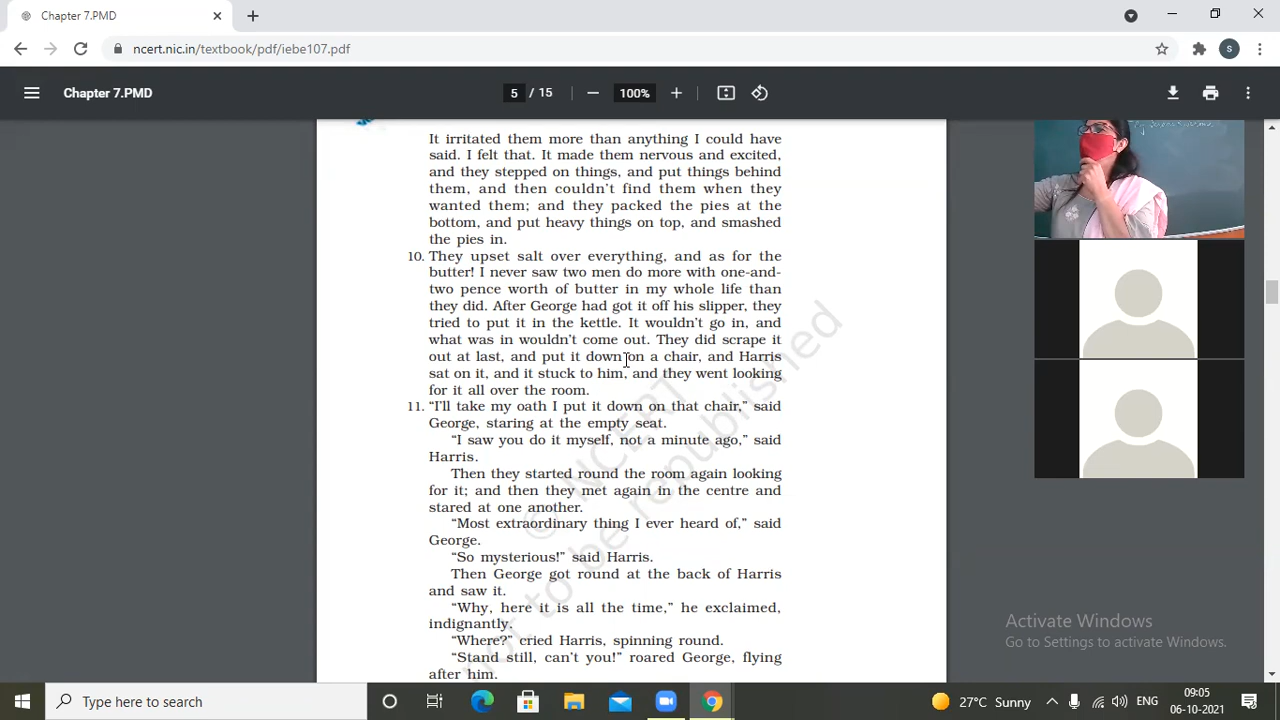 Chapter 7.PMD
ncert.nic.in/textbook/pdf/iebe107.pdf
S
Chapter 7.PMD
5 / 15
100%
It irritated them more than anything I could have
said. I felt that. It made them nervous and excited,
and they stepped on things, and put things behind
them, and then couldn't find them when they
wanted them; and they packed the pies at the
bottom, and put heavy things on top, and smashed
the pies in.
10. They upset salt over everything, and as for the
butter! I never saw two men do more with one-and-
two pence worth of butter in my whole life than
they did. After George had got it off his slipper, they
tried to put it in the kettle. It wouldn't go in, and
what was in wouldn't come out. They did scrape it
out at last, and put it down on a chair, and Harris
sat on it, and it stuck to him, and they went looking
for it all over the room.
11. “I'll take my oath I put it down on that chair,” said
George, staring at the empty seat.
“I saw you do it myself, not a minute ago,” said
Harris.
Then they started round the room again looking
for it; and then they met again in the centre and
stared at one another.
“Most extraordinary thing I ever heard of,” said
George.
“So mysterious!” said Harris.
Then George got round at the back of Harris
and saw it.
“Why, here it is all the time,” he exclaimed,
indignantly.
“Where?” cried Harris, spinning round.
“Stand still, can't you!” roared George, flying
after him.
© NCERT
not to be republished
Activate Windows
Go to Settings to activate Windows.
Type here to search
27°C Sunny
ENG
09:05
06-10-2021